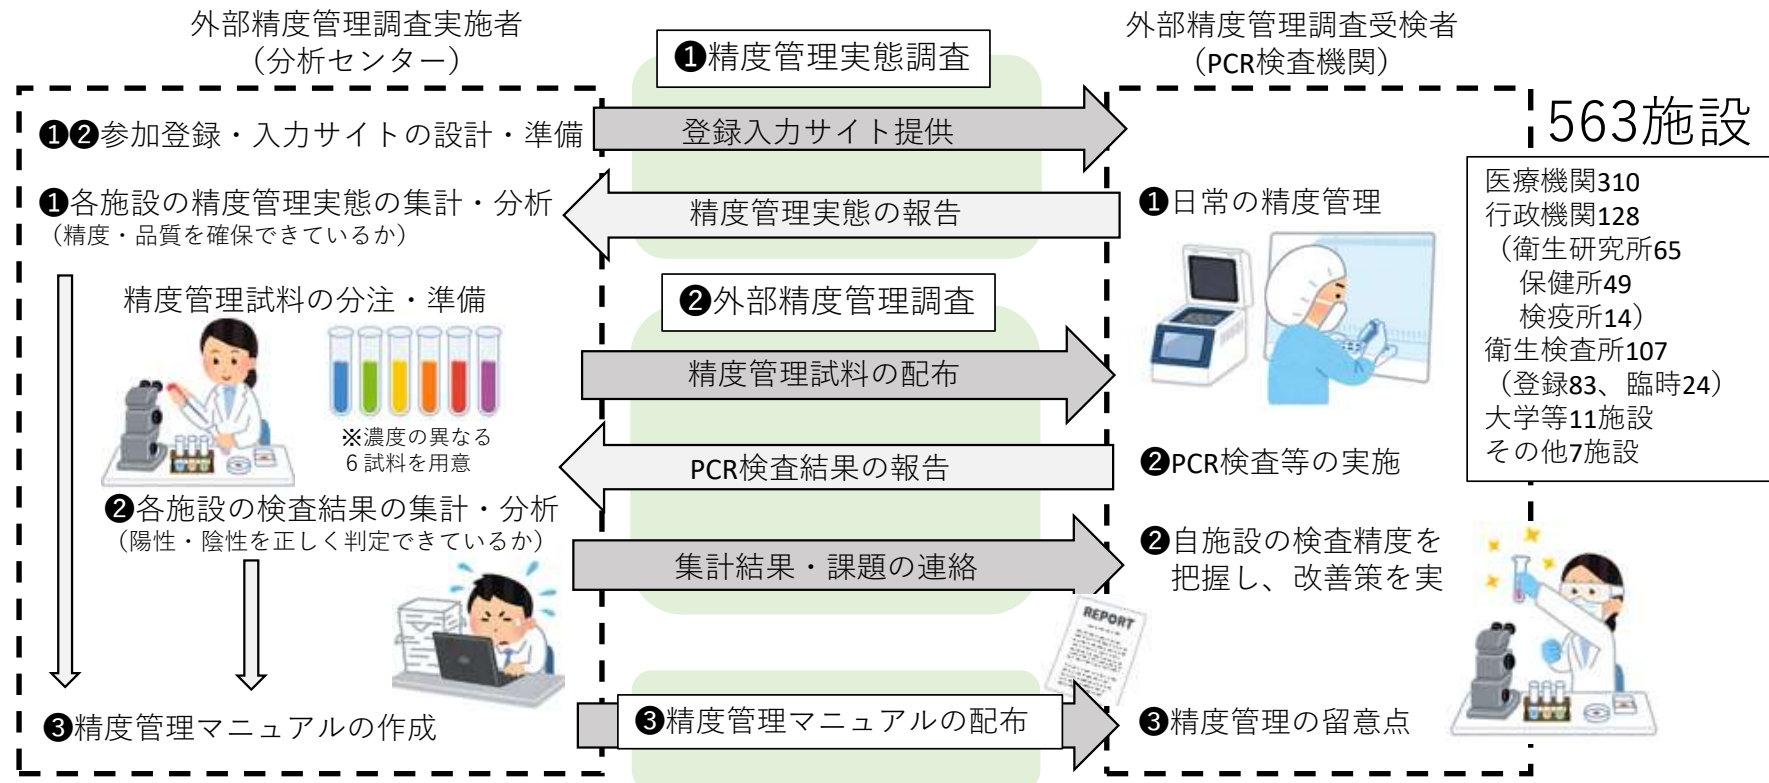 外部精度管理調査実施者
（分析センター）
❶精度管理実態調査
外部精度管理調査受検者
（PCR検査機関）
❶❷参加登録・入力サイトの設計・準備
登録入力サイト提供
563施設
❶各施設の精度管理実態の集計・分析
（精度・品質を確保できているか）
精度管理実態の報告
❶日常の精度管理
医療機関310
行政機関128
（衛生研究所65
保健所49
検疫所14）
衛生検査所107
（登録83、臨時24）
大学等11施設
その他7施設
精度管理試料の分注・準備
❷外部精度管理調査
精度管理試料の配布
※濃度の異なる
６試料を用意
PCR検査結果の報告
❷PCR検査等の実施
❷各施設の検査結果の集計・分析
（陽性・陰性を正しく判定できているか）
集計結果・課題の連絡
❷自施設の検査精度を
把握し、改善策を実
REPORT
❸精度管理マニュアルの作成
❸精度管理マニュアルの配布
❸精度管理の留意点